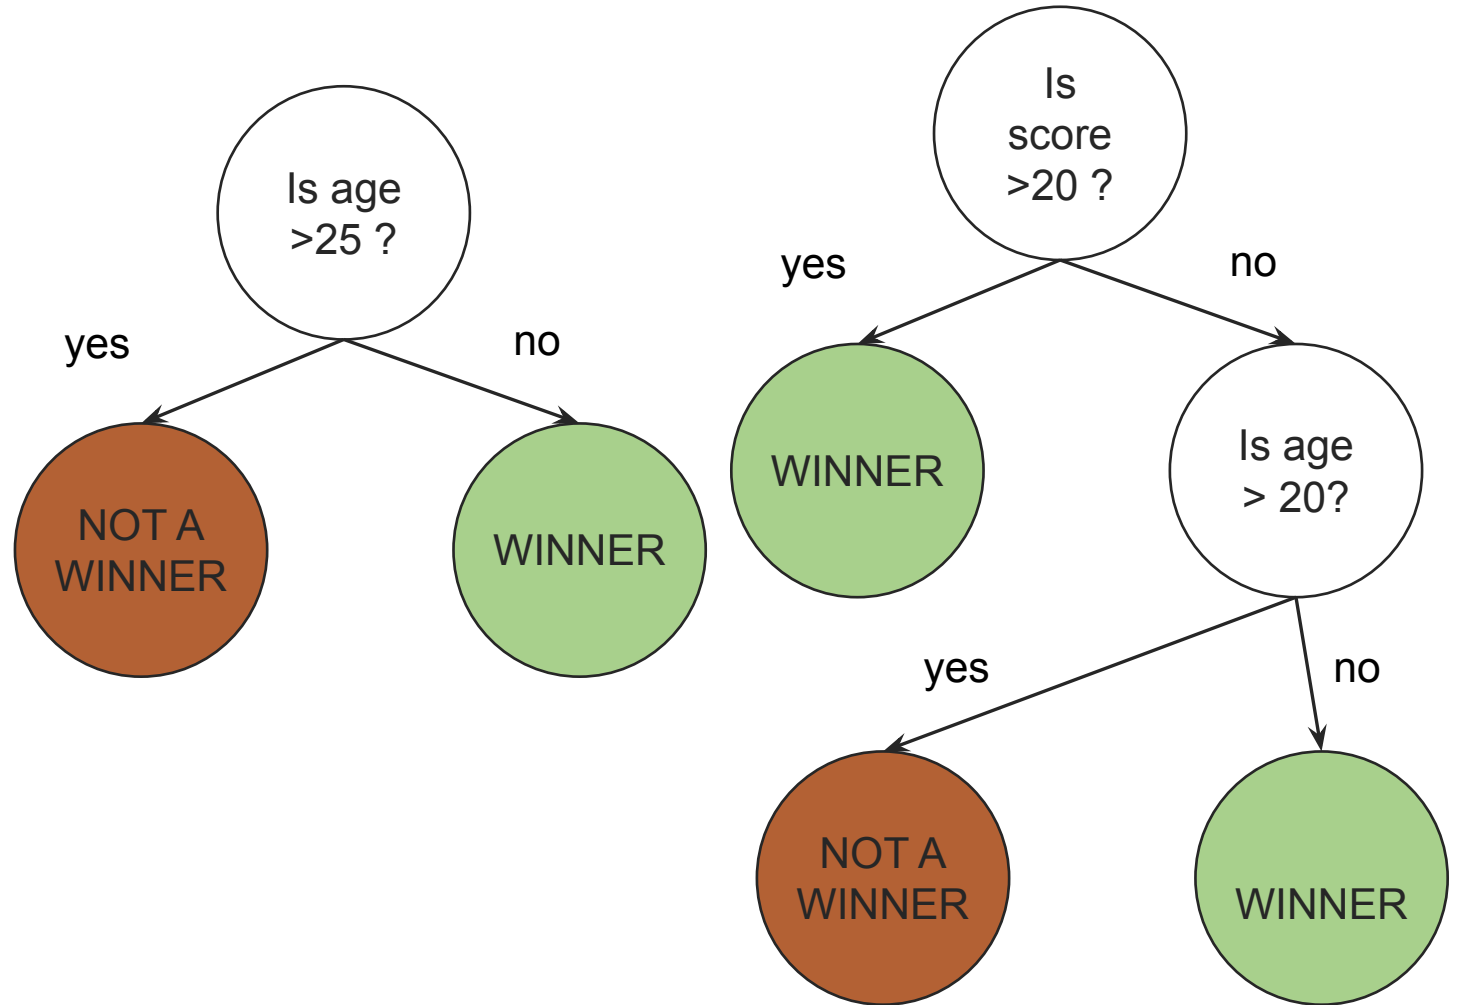 Is age
>25 ?
yes
no
NOT A
WINNER
WINNER
Is
score
>20 ?
yes
no
WINNER
Is age
> 20?
yes
no
NOT A
WINNER
WINNER